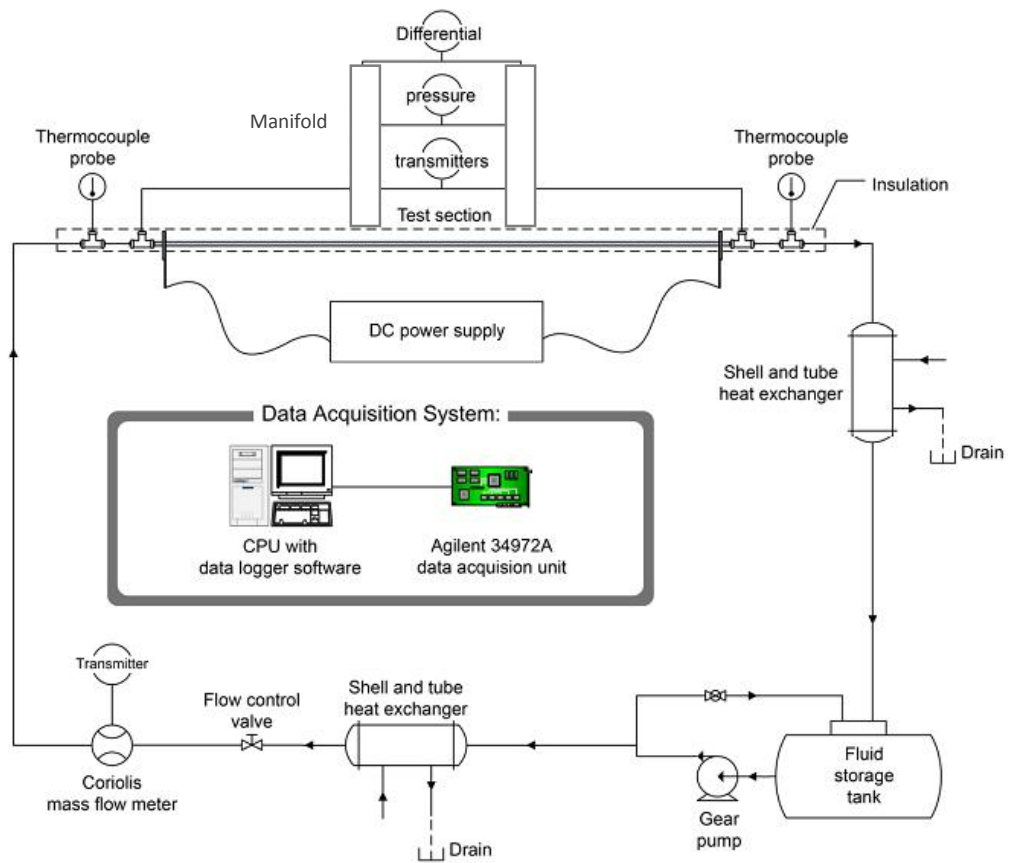 Differential
pressure
Manifold
Thermocouple
probe
transmitters
Thermocouple
probe
Insulation
Test section
DC power supply
Shell and tube
heat exchanger
Drain
Data Acquisition System:
CPU with
data logger software
Agilent 34972A
data acquision unit
Transmitter
Flow control
valve
Shell and tube
heat exchanger
Coriolis
mass flow meter
Fluid
storage
tank
Gear
pump
Drain